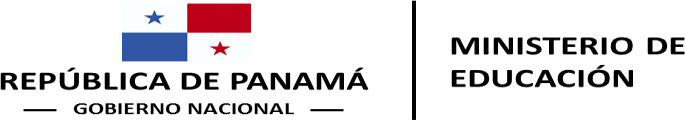 REPÚBLICA DE PANAMÁ
GOBIERNO NACIONAL
MINISTERIO DE
EDUCACIÓN